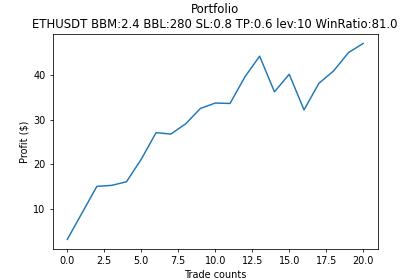 Portfolio
ETHUSDT BBM:2.4 BBL:280 SL:0.8 TP:0.6 lev:10 WinRatio:81.0
Profit ($)
40
30
20
10
0.0 2.5 5.0 7.5 10.0 12.5 15.0 17.5 20.0
Trade counts